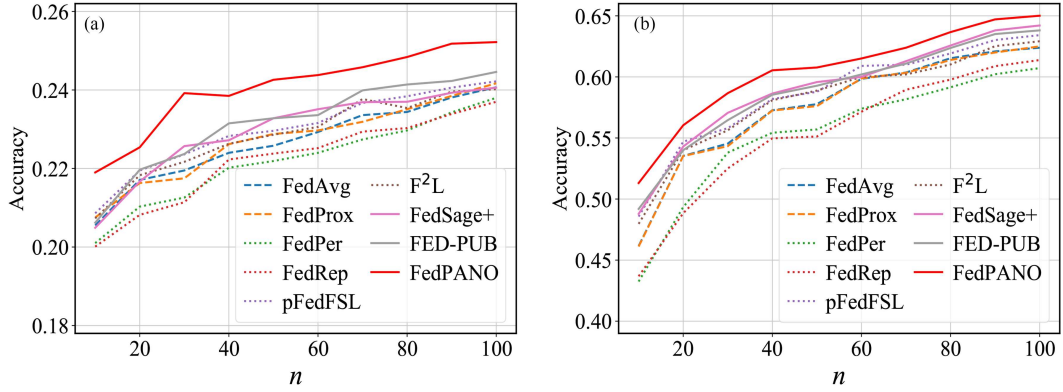 (a)
Accuracy
0.26
0.24
0.22
0.20
0.18
20
40
60
80
100
n
FedAvg
FedProx
FedPer
FedRep
pFedFSL
F²L
FedSage+
FED-PUB
FedPANO
(b)
Accuracy
0.65
0.60
0.55
0.50
0.45
0.40
20
40
60
80
100
n
FedAvg
FedProx
FedPer
FedRep
pFedFSL
F²L
FedSage+
FED-PUB
FedPANO